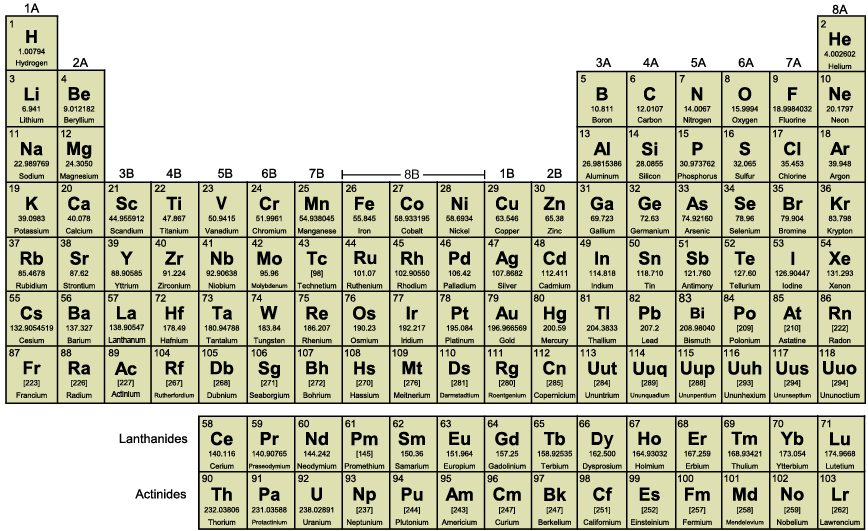 1A 8A
1 2
H He
1.00794 4.002602
Hydrogen Helium
2A 3A 4A 5A 6A 7A
3 4 5 6 7 8 9 10
Li Be B C N O F Ne
6.941 9.012182 10.811 12.0107 14.0067 15.9994 18.9984032 20.1797
Lithium Beryllium Boron Carbon Nitrogen Oxygen Fluorine Neon
11 12 13 14 15 16 17 18
Na Mg Al Si P S Cl Ar
22.989769 24.3050 26.9815386 28.0855 30.973762 32.065 35.453 39.948
Sodium Magnesium Aluminum Silicon Phosphorus Sulfur Chlorine Argon
3B 4B 5B 6B 7B 8B 1B 2B
19 20 21 22 23 24 25 26 27 28 29 30 31 32 33 34 35 36
K Ca Sc Ti V Cr Mn Fe Co Ni Cu Zn Ga Ge As Se Br Kr
39.0983 40.078 44.955912 47.867 50.9415 51.9961 54.938045 55.845 58.933195 58.6934 63.546 65.38 69.723 72.63 74.92160 78.96 79.904 83.798
Potassium Calcium Scandium Titanium Vanadium Chromium Manganese Iron Cobalt Nickel Copper Zinc Gallium Germanium Arsenic Selenium Bromine Krypton
37 38 39 40 41 42 43 44 45 46 47 48 49 50 51 52 53 54
Rb Sr Y Zr Nb Mo Tc Ru Rh Pd Ag Cd In Sn Sb Te I Xe
85.4678 87.62 88.90585 91.224 92.90638 95.96 [98] 101.07 102.90550 106.42 107.8682 112.411 114.818 118.710 121.760 127.60 126.90447 131.293
Rubidium Strontium Yttrium Zirconium Niobium Molybdenum Technetium Ruthenium Rhodium Palladium Silver Cadmium Indium Tin Antimony Tellurium Iodine Xenon
55 56 57 72 73 74 75 76 77 78 79 80 81 82 83 84 85 86
Cs Ba La Hf Ta W Re Os Ir Pt Au Hg Tl Pb Bi Po At Rn
132.9054519 137.327 138.90547 178.49 180.94788 183.84 186.207 190.23 192.217 195.084 196.966569 200.59 204.3833 207.2 208.98040 [209] [210] [222]
Cesium Barium Lanthanum Hafnium Tantalum Tungsten Rhenium Osmium Iridium Platinum Gold Mercury Thallium Lead Bismuth Polonium Astatine Radon
87 88 89 104 105 106 107 108 109 110 111 112 113 114 115 116 117 118
Fr Ra Ac Rf Db Sg Bh Hs Mt Ds Rg Cn Uut Uuq Uup Uuh Uus Uuo
[223] [226] [227] [267] [268] [271] [272] [270] [276] [281] [280] [285] [284] [289] [288] [293] [294] [294]
Francium Radium Actinium Rutherfordium Dubnium Seaborgium Bohrium Hassium Meitnerium Darmstadtium Roentgenium Copernicium Ununtrium Ununquadium Ununpentium Ununhexium Ununseptium Ununoctium
58 59 60 61 62 63 64 65 66 67 68 69 70 71
Lanthanides Ce Pr Nd Pm Sm Eu Gd Tb Dy Ho Er Tm Yb Lu
140.116 140.90765 144.242 [145] 150.36 151.964 157.25 158.92535 162.500 164.93032 167.259 168.93421 173.054 174.9668
Cerium Praseodymium Neodymium Promethium Samarium Europium Gadolinium Terbium Dysprosium Holmium Erbium Thulium Ytterbium Lutetium
90 91 92 93 94 95 96 97 98 99 100 101 102 103
Actinides Th Pa U Np Pu Am Cm Bk Cf Es Fm Md No Lr
232.03806 231.03588 238.02891 [237] [244] [243] [247] [247] [251] [252] [257] [258] [259] [262]
Thorium Protactinium Uranium Neptunium Plutonium Americium Curium Berkelium Californium Einsteinium Fermium Mendelevium Nobelium Lawrencium